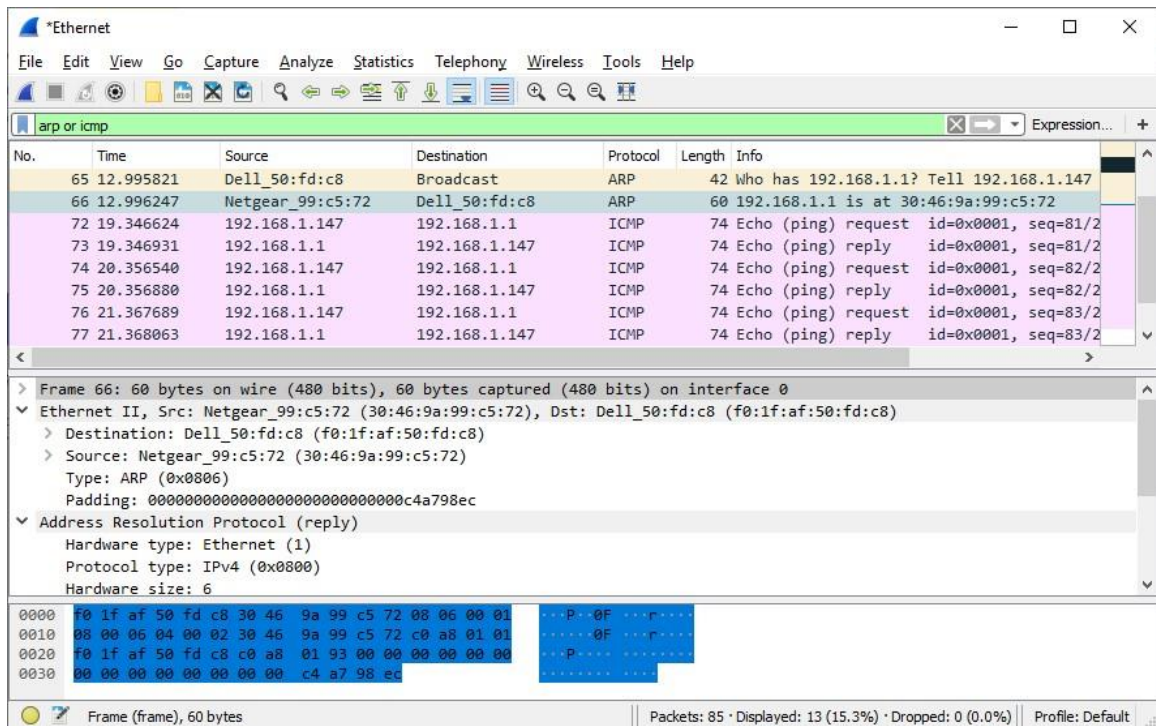 *Ethernet
File Edit View Go Capture Analyze Statistics Telephony Wireless Tools Help
arp or icmp Expression... +
No. Time Source Destination Protocol Length Info
65 12.995821 Dell_50:fd:c8 Broadcast ARP 42 Who has 192.168.1.1? Tell 192.168.1.147
66 12.996247 Netgear_99:c5:72 Dell_50:fd:c8 ARP 60 192.168.1.1 is at 30:46:9a:99:c5:72
72 19.346624 192.168.1.147 192.168.1.1 ICMP 74 Echo (ping) request id=0x0001, seq=81/2
73 19.346931 192.168.1.1 192.168.1.147 ICMP 74 Echo (ping) reply id=0x0001, seq=81/2
74 20.356540 192.168.1.147 192.168.1.1 ICMP 74 Echo (ping) request id=0x0001, seq=82/2
75 20.356880 192.168.1.1 192.168.1.147 ICMP 74 Echo (ping) reply id=0x0001, seq=82/2
76 21.367689 192.168.1.147 192.168.1.1 ICMP 74 Echo (ping) request id=0x0001, seq=83/2
77 21.368063 192.168.1.1 192.168.1.147 ICMP 74 Echo (ping) reply id=0x0001, seq=83/2
Frame 66: 60 bytes on wire (480 bits), 60 bytes captured (480 bits) on interface 0
Ethernet II, Src: Netgear_99:c5:72 (30:46:9a:99:c5:72), Dst: Dell_50:fd:c8 (f0:1f:af:50:fd:c8)
Destination: Dell_50:fd:c8 (f0:1f:af:50:fd:c8)
Source: Netgear_99:c5:72 (30:46:9a:99:c5:72)
Type: ARP (0x0806)
Padding: 0000000000000000000000000000c4a798ec
Address Resolution Protocol (reply)
Hardware type: Ethernet (1)
Protocol type: IPv4 (0x0800)
Hardware size: 6
0000 f0 1f af 50 fd c8 30 46 9a 99 c5 72 08 06 00 01 ···P··0F ···r····
0010 08 00 06 04 00 02 30 46 9a 99 c5 72 c0 a8 01 01 ······0F ···r····
0020 f0 1f af 50 fd c8 c0 a8 01 93 00 00 00 00 00 00 ···P···· ········
0030 00 00 00 00 00 00 00 00 c4 a7 98 ec ········ ····
Frame (frame), 60 bytes Packets: 85 · Displayed: 13 (15.3%) · Dropped: 0 (0.0%) Profile: Default